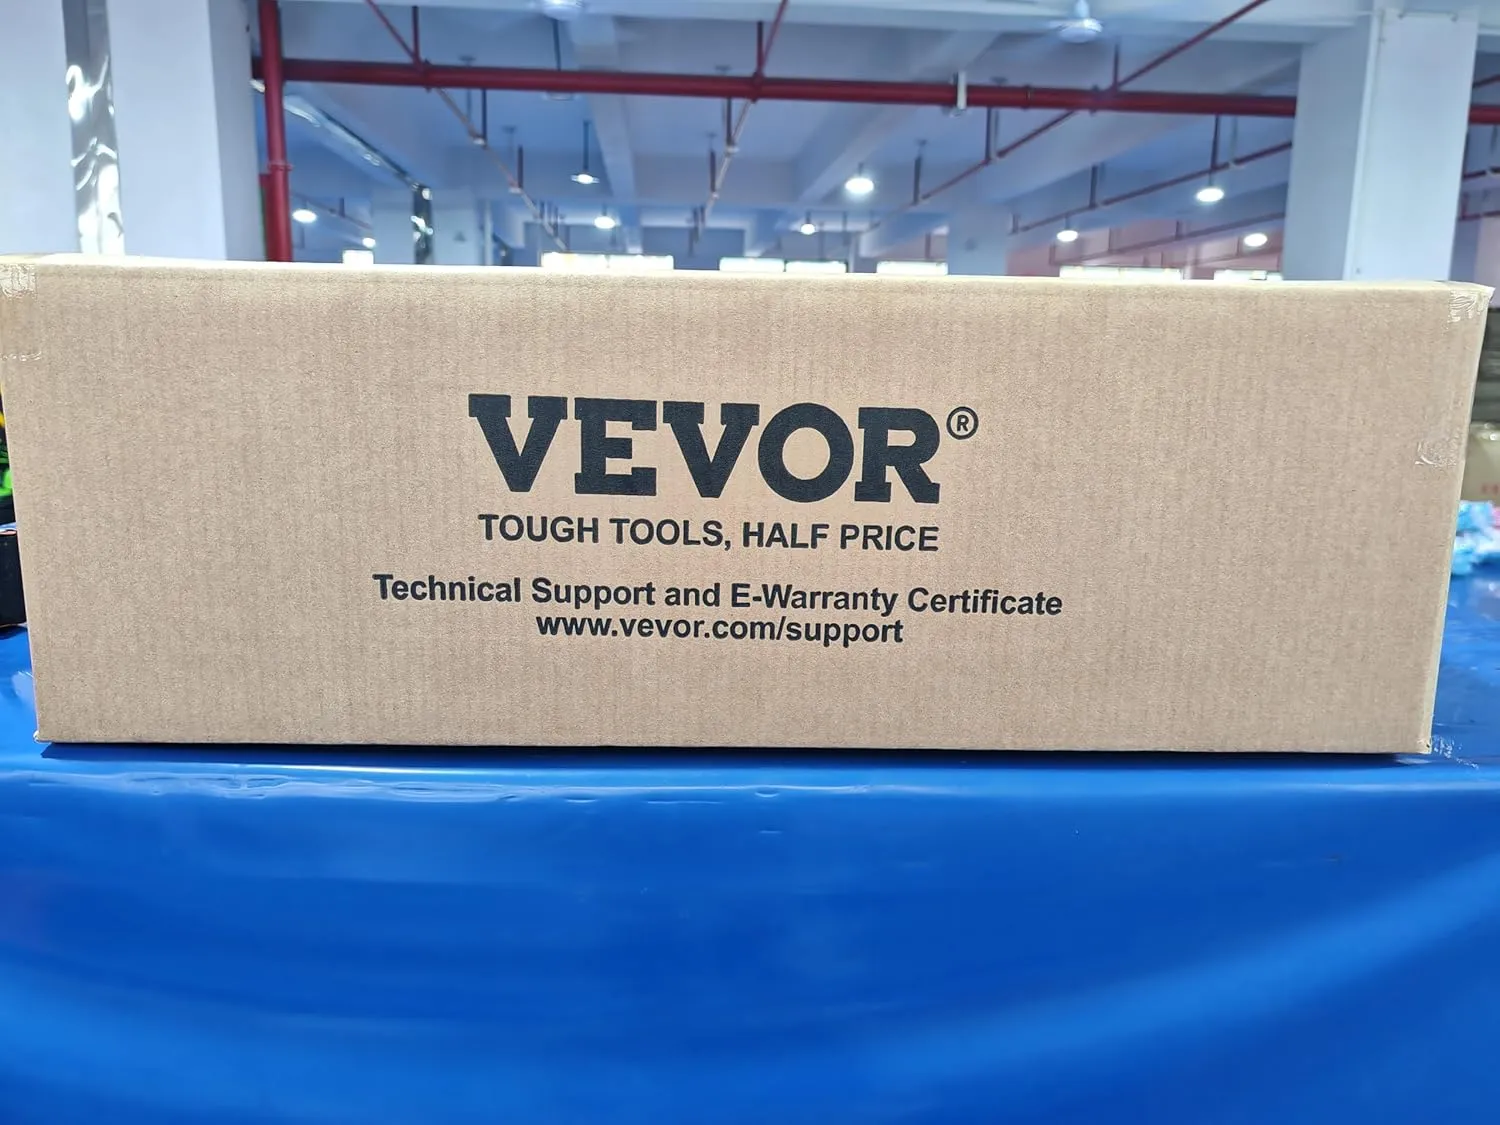 VEVOR®
TOUGH TOOLS, HALF PRICE
Technical Support and E-Warranty Certificate
www.vevor.com/support